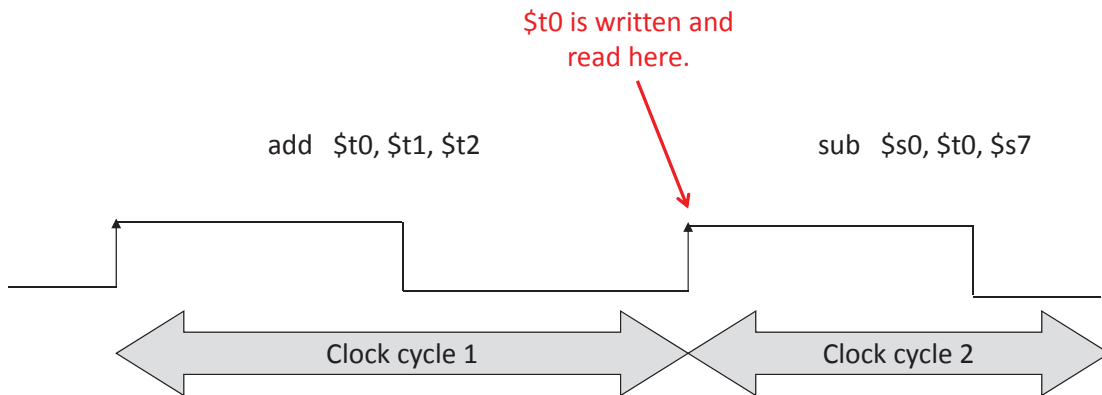 $t0 is written and
read here.
add $t0, $t1, $t2
sub $s0, $t0, $s7
Clock cycle 1
Clock cycle 2